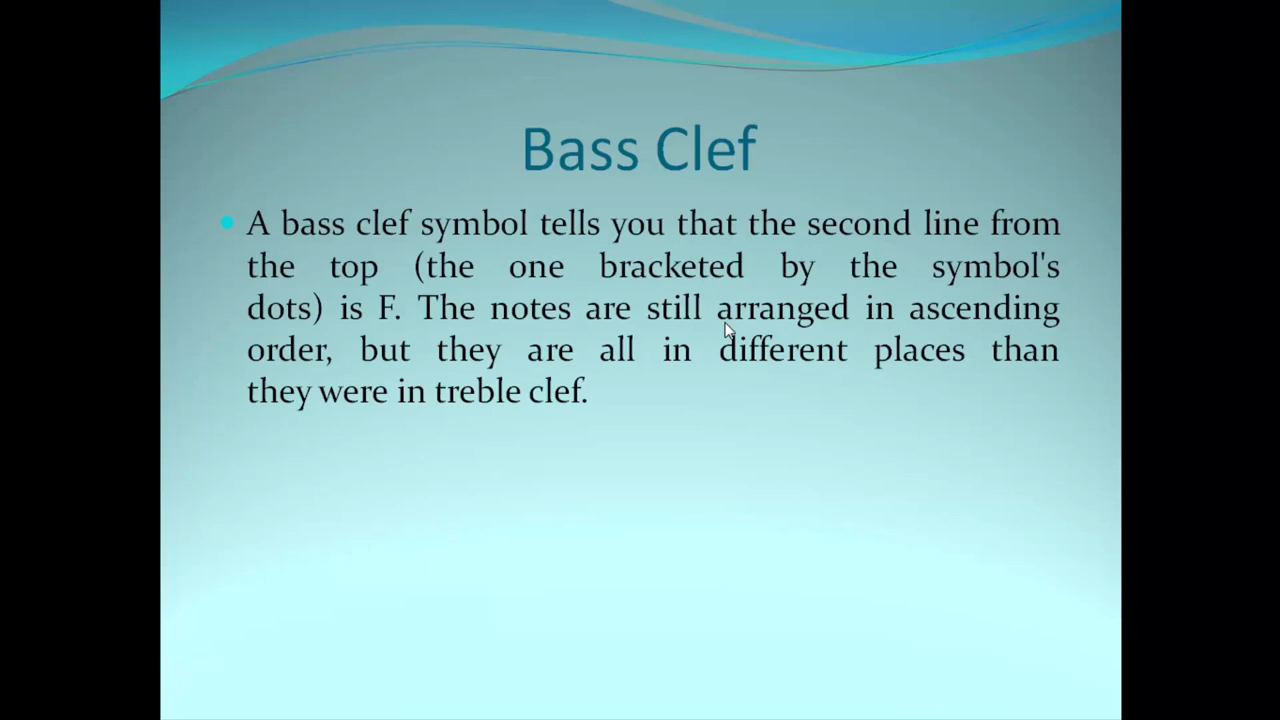 Bass Clef
A bass clef symbol tells you that the second line from
the top (the one bracketed by the symbol's
dots) is F. The notes are still arranged in ascending
order, but they are all in different places than
they were in treble clef.